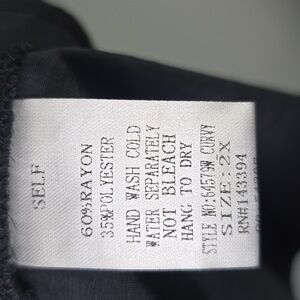 SELF
60%RAYON
35%POLYESTER
HAND WASH COLD
WATER SEPARATELY
NOT BLEACH
HANG TO DRY
STYLE NO:64579W CURVY
SIZE:2X
RN#143394